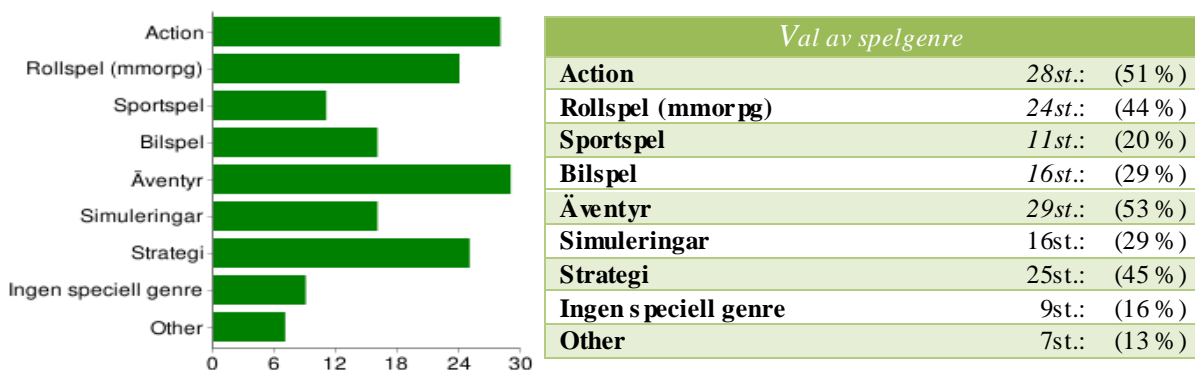 Action
Rollspel (mmorpg)
Sportspel
Bilspel
Äventyr
Simuleringar
Strategi
Ingen speciell genre
Other
0 6 12 18 24 30
Val av spelgenre
Action 28st.: (51 %)
Rollspel (mmorpg) 24st.: (44 %)
Sportspel 11st.: (20 %)
Bilspel 16st.: (29 %)
Äventyr 29st.: (53 %)
Simuleringar 16st.: (29 %)
Strategi 25st.: (45 %)
Ingen speciell genre 9st.: (16 %)
Other 7st.: (13 %)